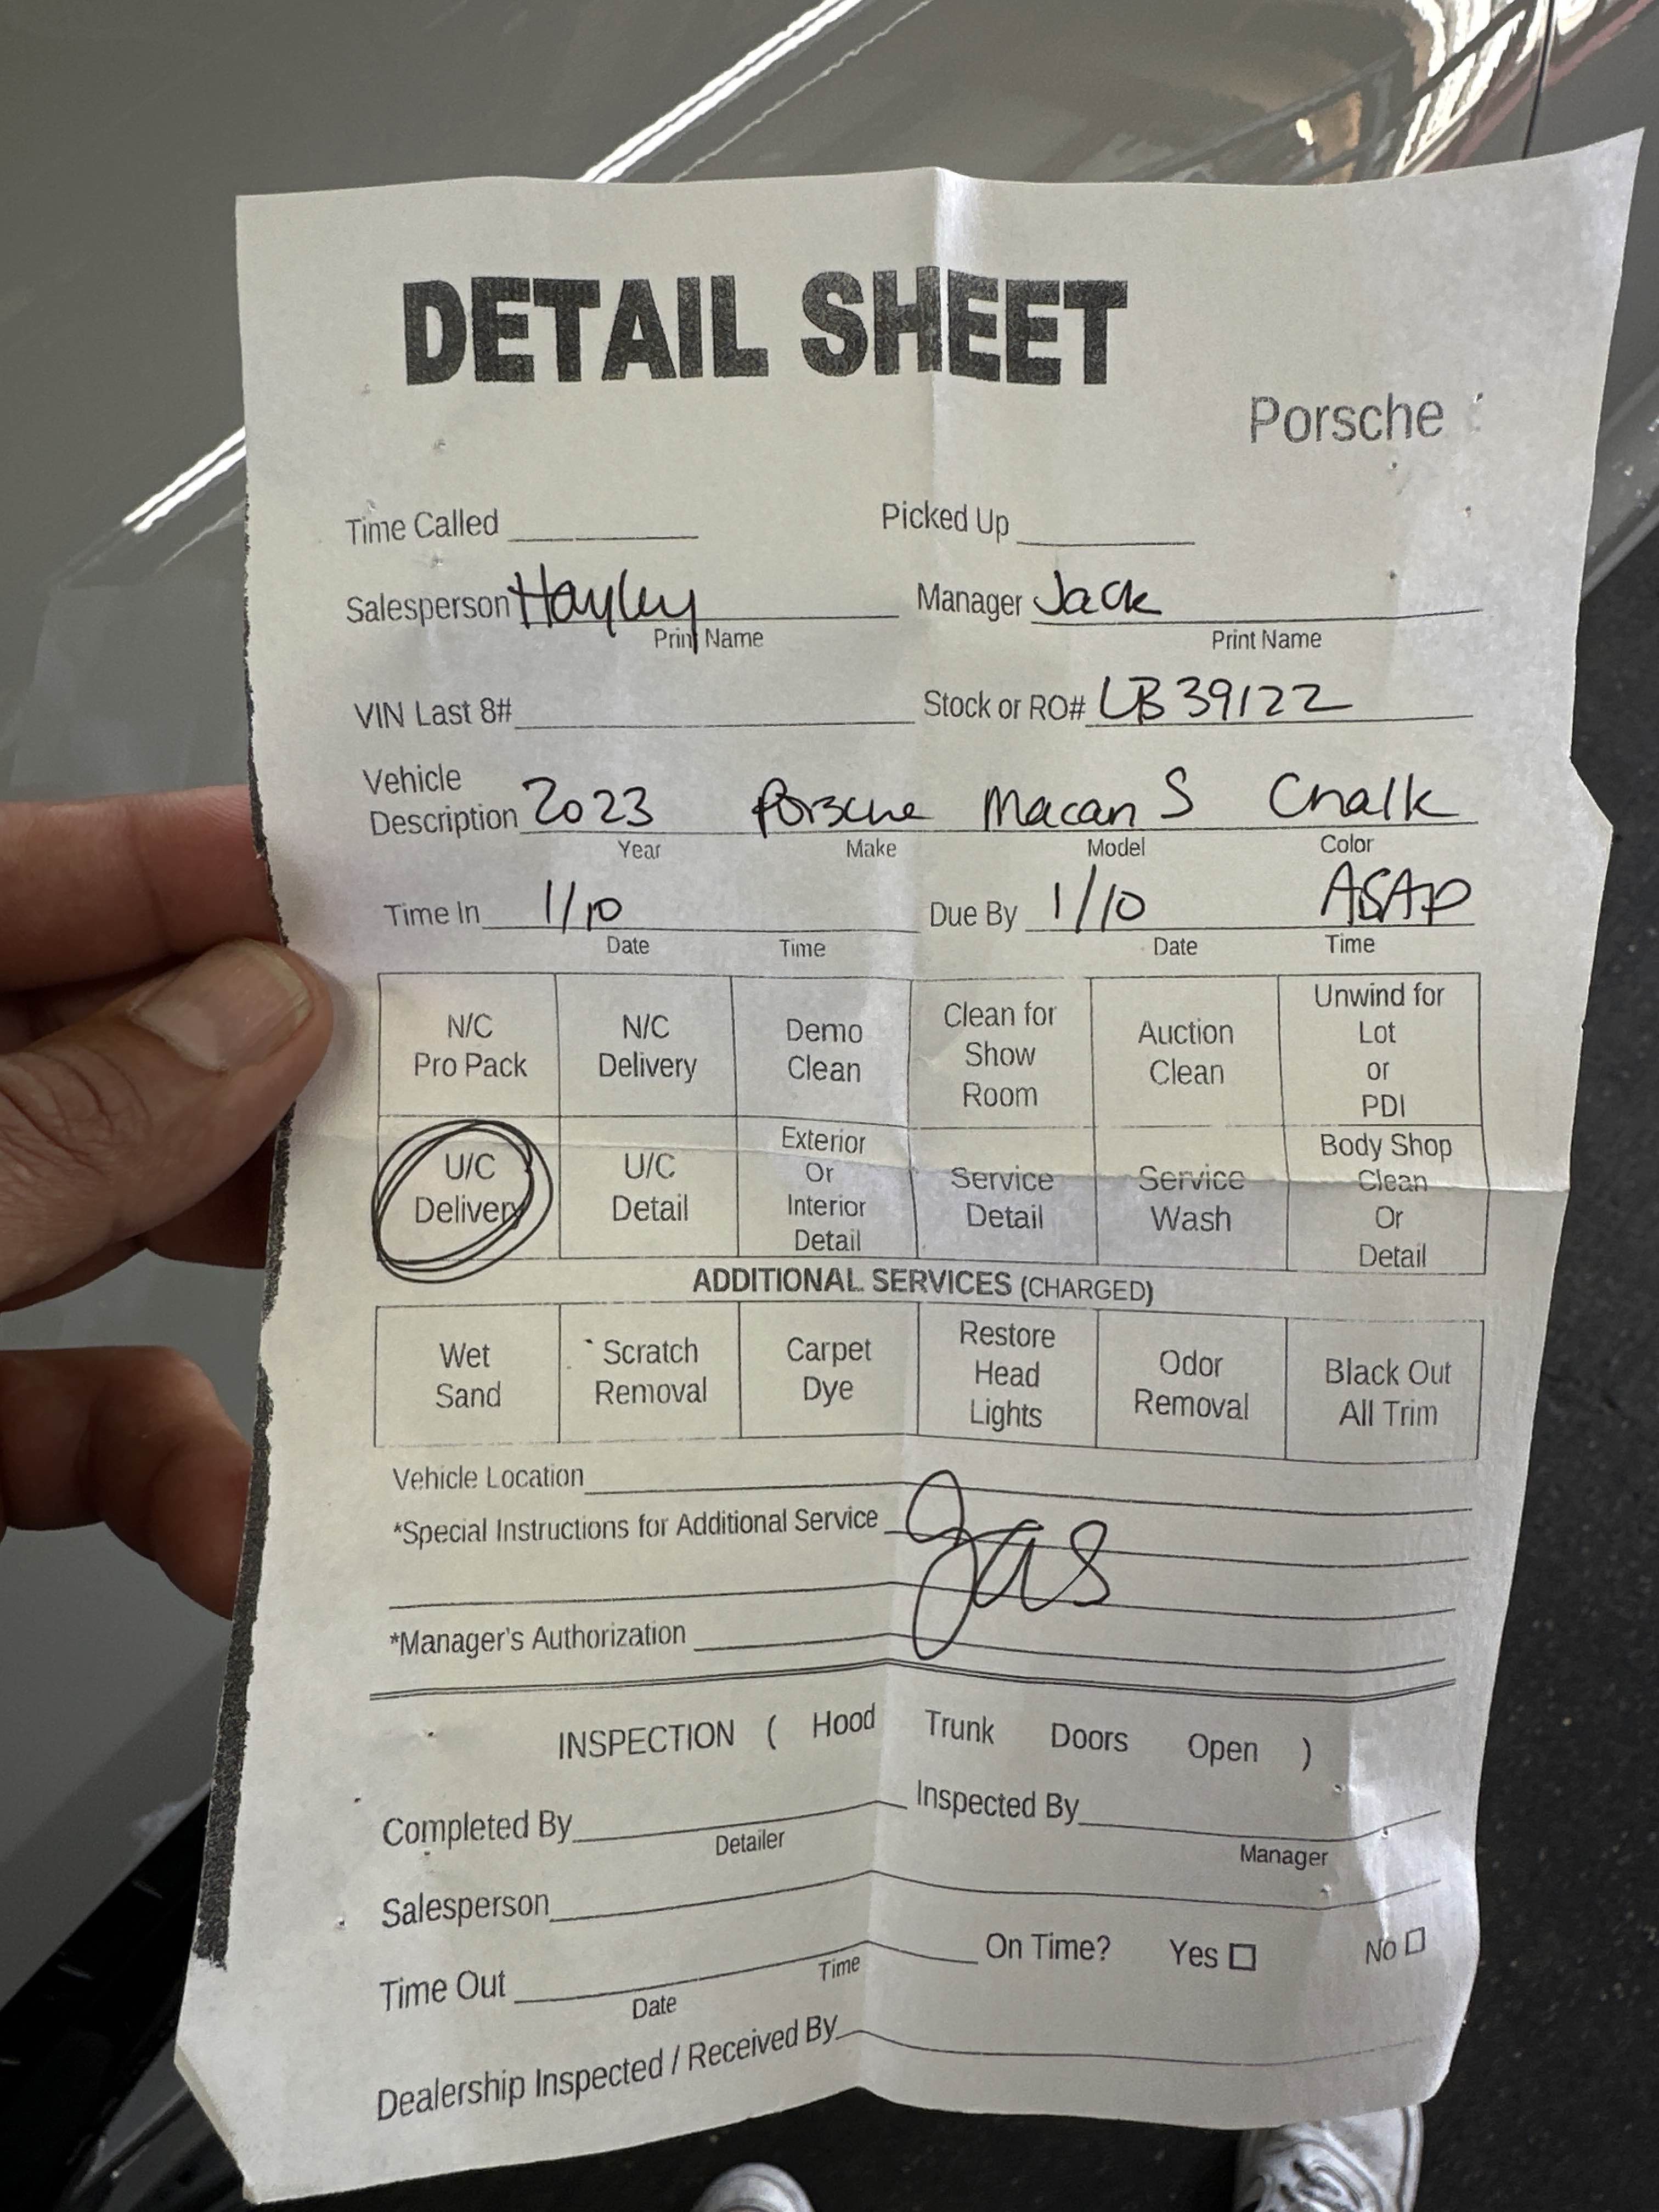 DETAIL SHEET
Porsche
Time Called Picked Up
Salesperson Hayley Manager Jack
Print Name Print Name
VIN Last 8# Stock or RO# LB39122
Vehicle
Description 2023 Porsche Macan S Chalk
Year Make Model Color
Time In 1/10 Due By 1/10 ASAP
Date Time Date Time
N/C Pro Pack N/C Delivery Demo Clean Clean for Show Room Auction Clean Unwind for Lot or PDI
U/C Delivery U/C Detail Exterior Or Interior Detail Service Detail Service Wash Body Shop Clean Or Detail
ADDITIONAL SERVICES (CHARGED)
Wet Sand Scratch Removal Carpet Dye Restore Head Lights Odor Removal Black Out All Trim
Vehicle Location
*Special Instructions for Additional Service gas
*Manager's Authorization
INSPECTION ( Hood Trunk Doors Open )
Completed By Inspected By
Detailer Manager
Salesperson
Time Out On Time? Yes ☐ No ☐
Date Time
Dealership Inspected / Received By